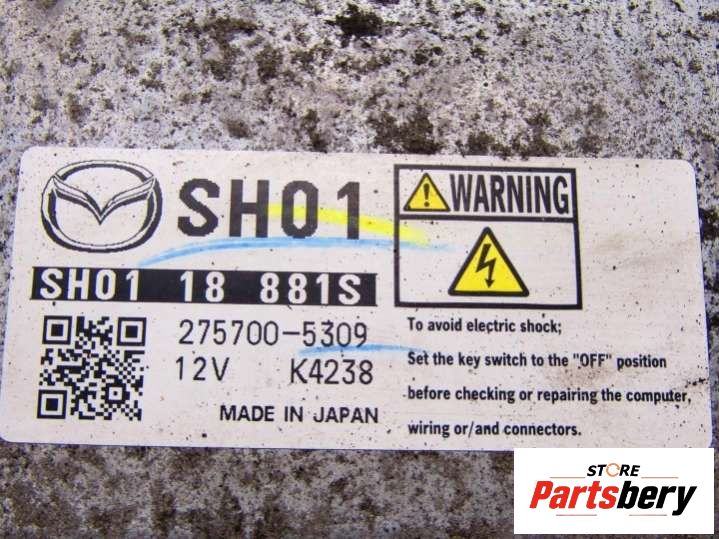 SH01
SH01 18 881S
275700-5309
12V K4238
MADE IN JAPAN
WARNING
To avoid electric shock;
Set the key switch to the "OFF" position
before checking or repairing the computer,
wiring or/and connectors.
STORE
Partsbery